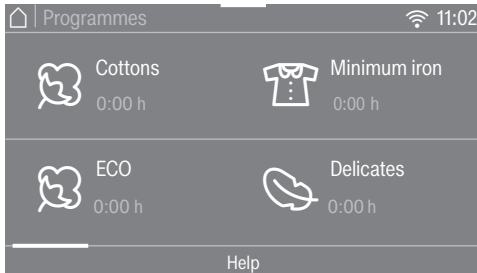 Programmes 11:02
Cottons Minimum iron
0:00 h 0:00 h
ECO Delicates
0:00 h 0:00 h
Help